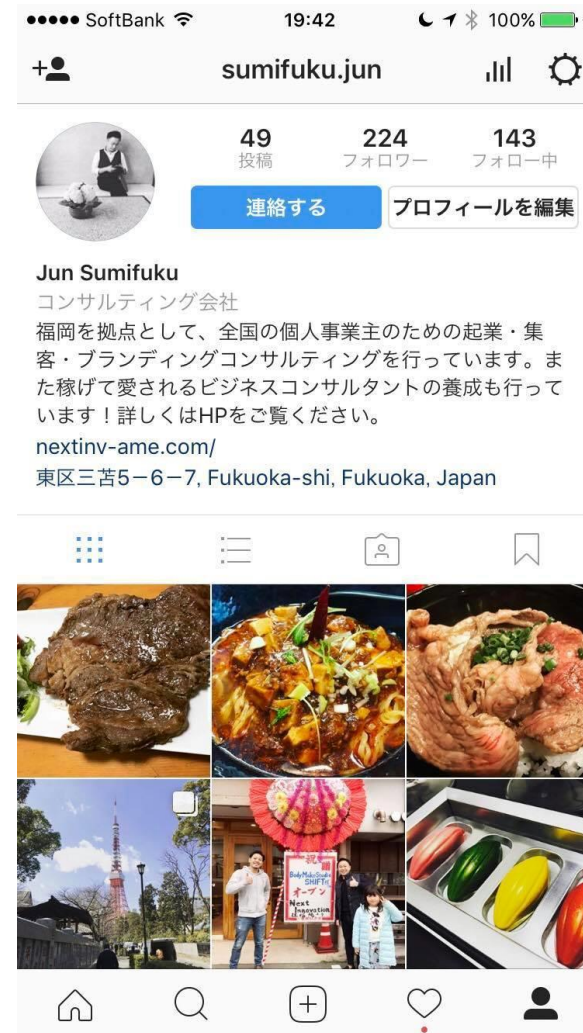 SoftBank 19:42 100%
sumifuku.jun
49 224 143
投稿 フォロワー フォロー中
連絡する プロフィールを編集
Jun Sumifuku
コンサルティング会社
福岡を拠点として、全国の個人事業主のための起業・集
客・ブランディングコンサルティングを行っています。ま
た稼げて愛されるビジネスコンサルタントの養成も行って
います！詳しくはHPをご覧ください。
nextinv-ame.com/
東区三苫5－6－7, Fukuoka-shi, Fukuoka, Japan
祝
BodyMakeStudio
SHIFT
オープン
Next
Innovation